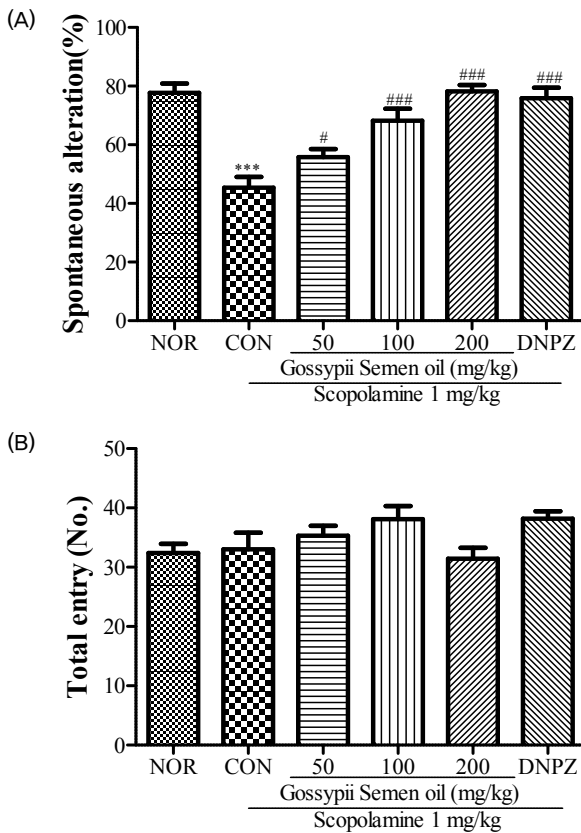 (A)
Spontaneous alteration(%)
100
80
60
40
20
0
***
#
###
###
###
NOR CON 50 100 200 DNPZ
Gossypii Semen oil (mg/kg)
Scopolamine 1 mg/kg
(B)
Total entry (No.)
50
40
30
20
10
0
NOR CON 50 100 200 DNPZ
Gossypii Semen oil (mg/kg)
Scopolamine 1 mg/kg